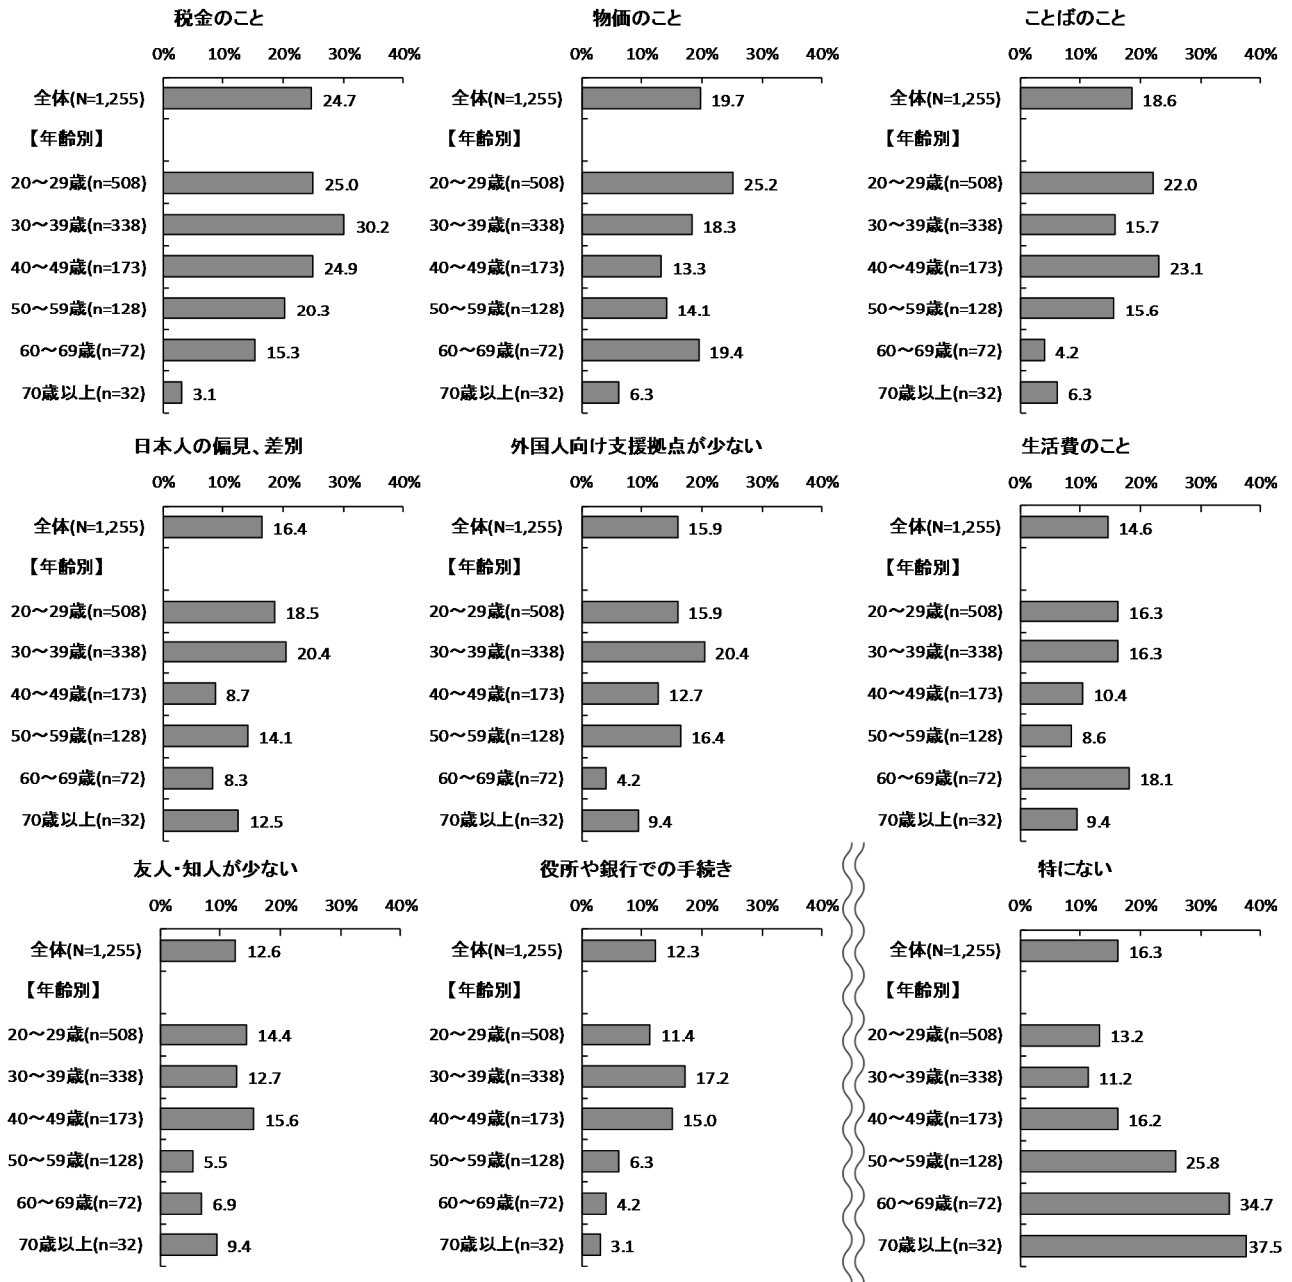 税金のこと
0% 10% 20% 30% 40%
全体(N=1,255) 24.7
【年齢別】
20～29歳(n=508) 25.0
30～39歳(n=338) 30.2
40～49歳(n=173) 24.9
50～59歳(n=128) 20.3
60～69歳(n=72) 15.3
70歳以上(n=32) 3.1
物価のこと
0% 10% 20% 30% 40%
全体(N=1,255) 19.7
【年齢別】
20～29歳(n=508) 25.2
30～39歳(n=338) 18.3
40～49歳(n=173) 13.3
50～59歳(n=128) 14.1
60～69歳(n=72) 19.4
70歳以上(n=32) 6.3
ことばのこと
0% 10% 20% 30% 40%
全体(N=1,255) 18.6
【年齢別】
20～29歳(n=508) 22.0
30～39歳(n=338) 15.7
40～49歳(n=173) 23.1
50～59歳(n=128) 15.6
60～69歳(n=72) 4.2
70歳以上(n=32) 6.3
日本人の偏見、差別
0% 10% 20% 30% 40%
全体(N=1,255) 16.4
【年齢別】
20～29歳(n=508) 18.5
30～39歳(n=338) 20.4
40～49歳(n=173) 8.7
50～59歳(n=128) 14.1
60～69歳(n=72) 8.3
70歳以上(n=32) 12.5
外国人向け支援拠点が少ない
0% 10% 20% 30% 40%
全体(N=1,255) 15.9
【年齢別】
20～29歳(n=508) 15.9
30～39歳(n=338) 20.4
40～49歳(n=173) 12.7
50～59歳(n=128) 16.4
60～69歳(n=72) 4.2
70歳以上(n=32) 9.4
生活費のこと
0% 10% 20% 30% 40%
全体(N=1,255) 14.6
【年齢別】
20～29歳(n=508) 16.3
30～39歳(n=338) 16.3
40～49歳(n=173) 10.4
50～59歳(n=128) 8.6
60～69歳(n=72) 18.1
70歳以上(n=32) 9.4
友人・知人が少ない
0% 10% 20% 30% 40%
全体(N=1,255) 12.6
【年齢別】
20～29歳(n=508) 14.4
30～39歳(n=338) 12.7
40～49歳(n=173) 15.6
50～59歳(n=128) 5.5
60～69歳(n=72) 6.9
70歳以上(n=32) 9.4
役所や銀行での手続き
0% 10% 20% 30% 40%
全体(N=1,255) 12.3
【年齢別】
20～29歳(n=508) 11.4
30～39歳(n=338) 17.2
40～49歳(n=173) 15.0
50～59歳(n=128) 6.3
60～69歳(n=72) 4.2
70歳以上(n=32) 3.1
特にない
0% 10% 20% 30% 40%
全体(N=1,255) 16.3
【年齢別】
20～29歳(n=508) 13.2
30～39歳(n=338) 11.2
40～49歳(n=173) 16.2
50～59歳(n=128) 25.8
60～69歳(n=72) 34.7
70歳以上(n=32) 37.5